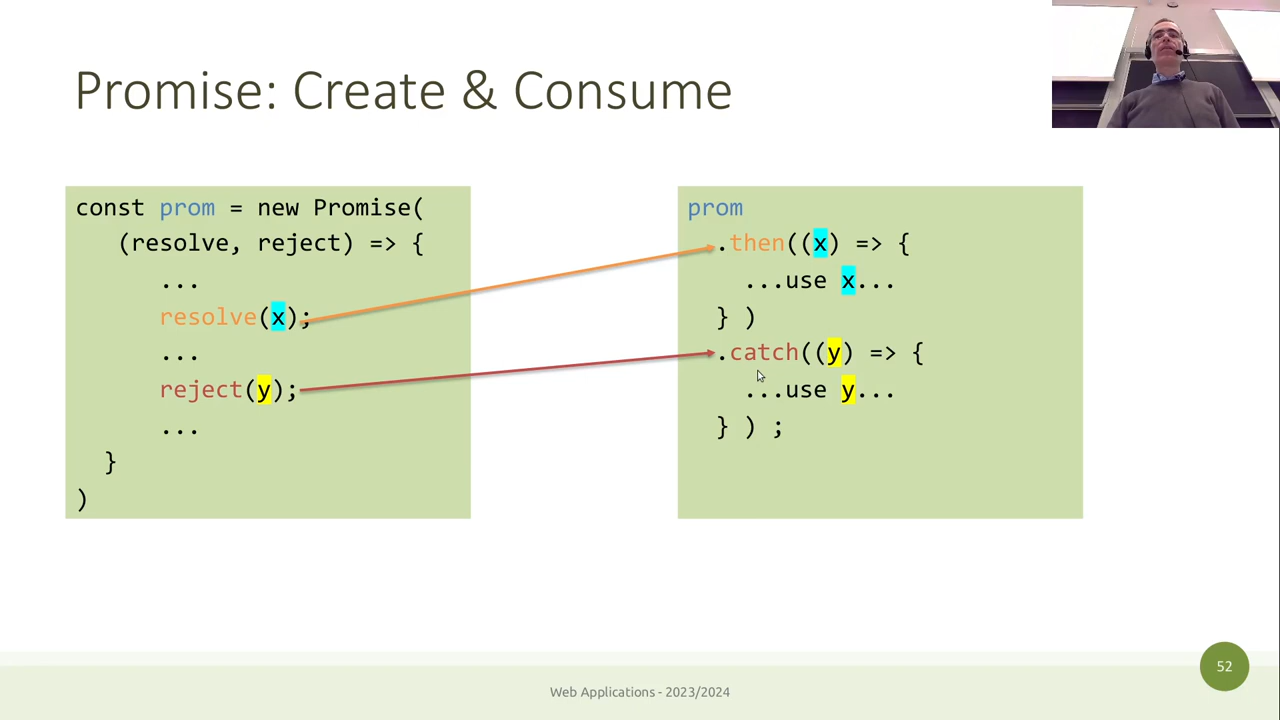 Promise: Create & Consume
const prom = new Promise(
(resolve, reject) => {
...
resolve(x);
...
reject(y);
...
}
)
prom
.then((x) => {
...use x...
} )
.catch((y) => {
...use y...
} ) ;
52
Web Applications - 2023/2024